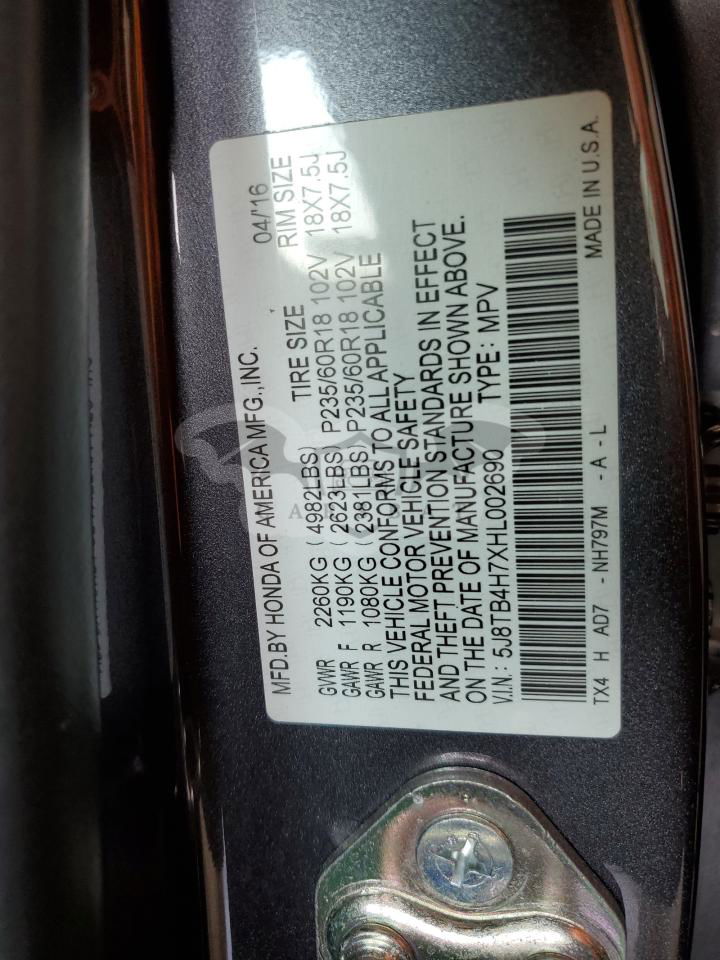 MFD.BY HONDA OF AMERICA MFG.,INC. 04/'16
TIRE SIZE RIM SIZE
GVWR 2260KG (4982LBS)
GAWR F 1190KG (2623LBS) P235/60R18 102V 18X7.5J
GAWR R 1080KG (2381LBS) P235/60R18 102V 18X7.5J
THIS VEHICLE CONFORMS TO ALL APPLICABLE
FEDERAL MOTOR VEHICLE SAFETY
AND THEFT PREVENTION STANDARDS IN EFFECT
ON THE DATE OF MANUFACTURE SHOWN ABOVE.
V.I.N.: 5J8TB4H7XHL002690 TYPE: MPV
TX4 H AD7 - NH797M - A - L MADE IN U.S.A.